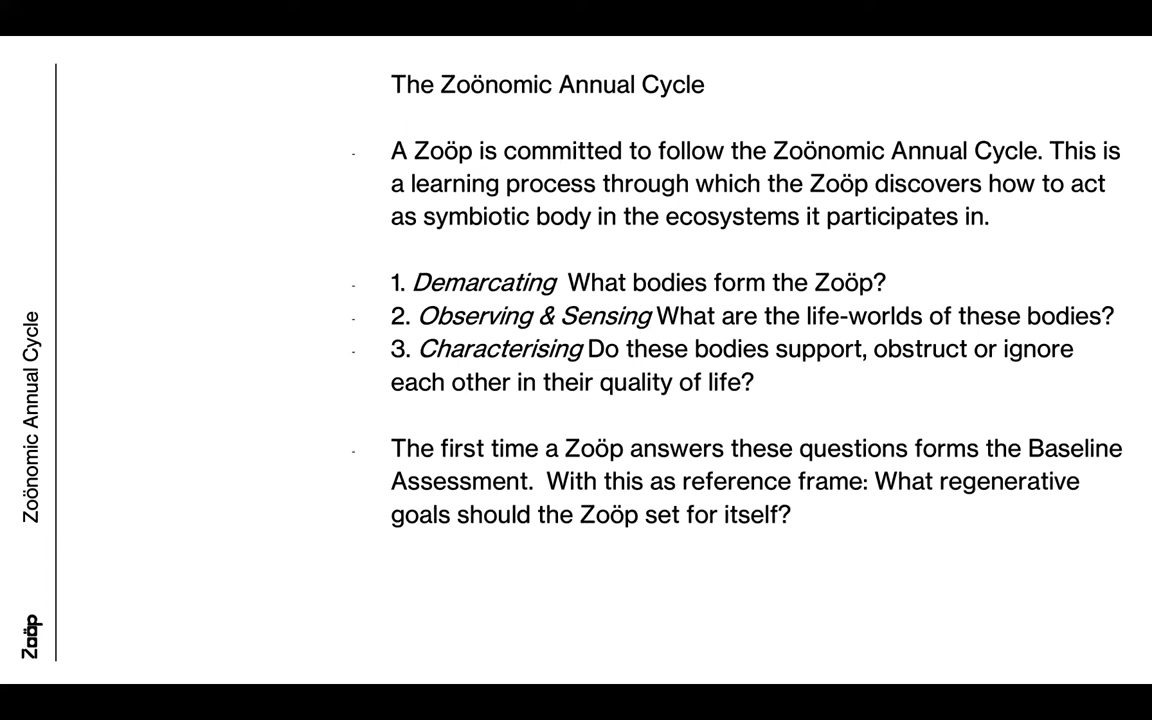 The Zoönomic Annual Cycle
- A Zoöp is committed to follow the Zoönomic Annual Cycle. This is
a learning process through which the Zoöp discovers how to act
as symbiotic body in the ecosystems it participates in.
- 1. Demarcating  What bodies form the Zoöp?
- 2. Observing & Sensing What are the life-worlds of these bodies?
- 3. Characterising Do these bodies support, obstruct or ignore
each other in their quality of life?
- The first time a Zoöp answers these questions forms the Baseline
Assessment.  With this as reference frame: What regenerative
goals should the Zoöp set for itself?
Zoönomic Annual Cycle
Zoöp